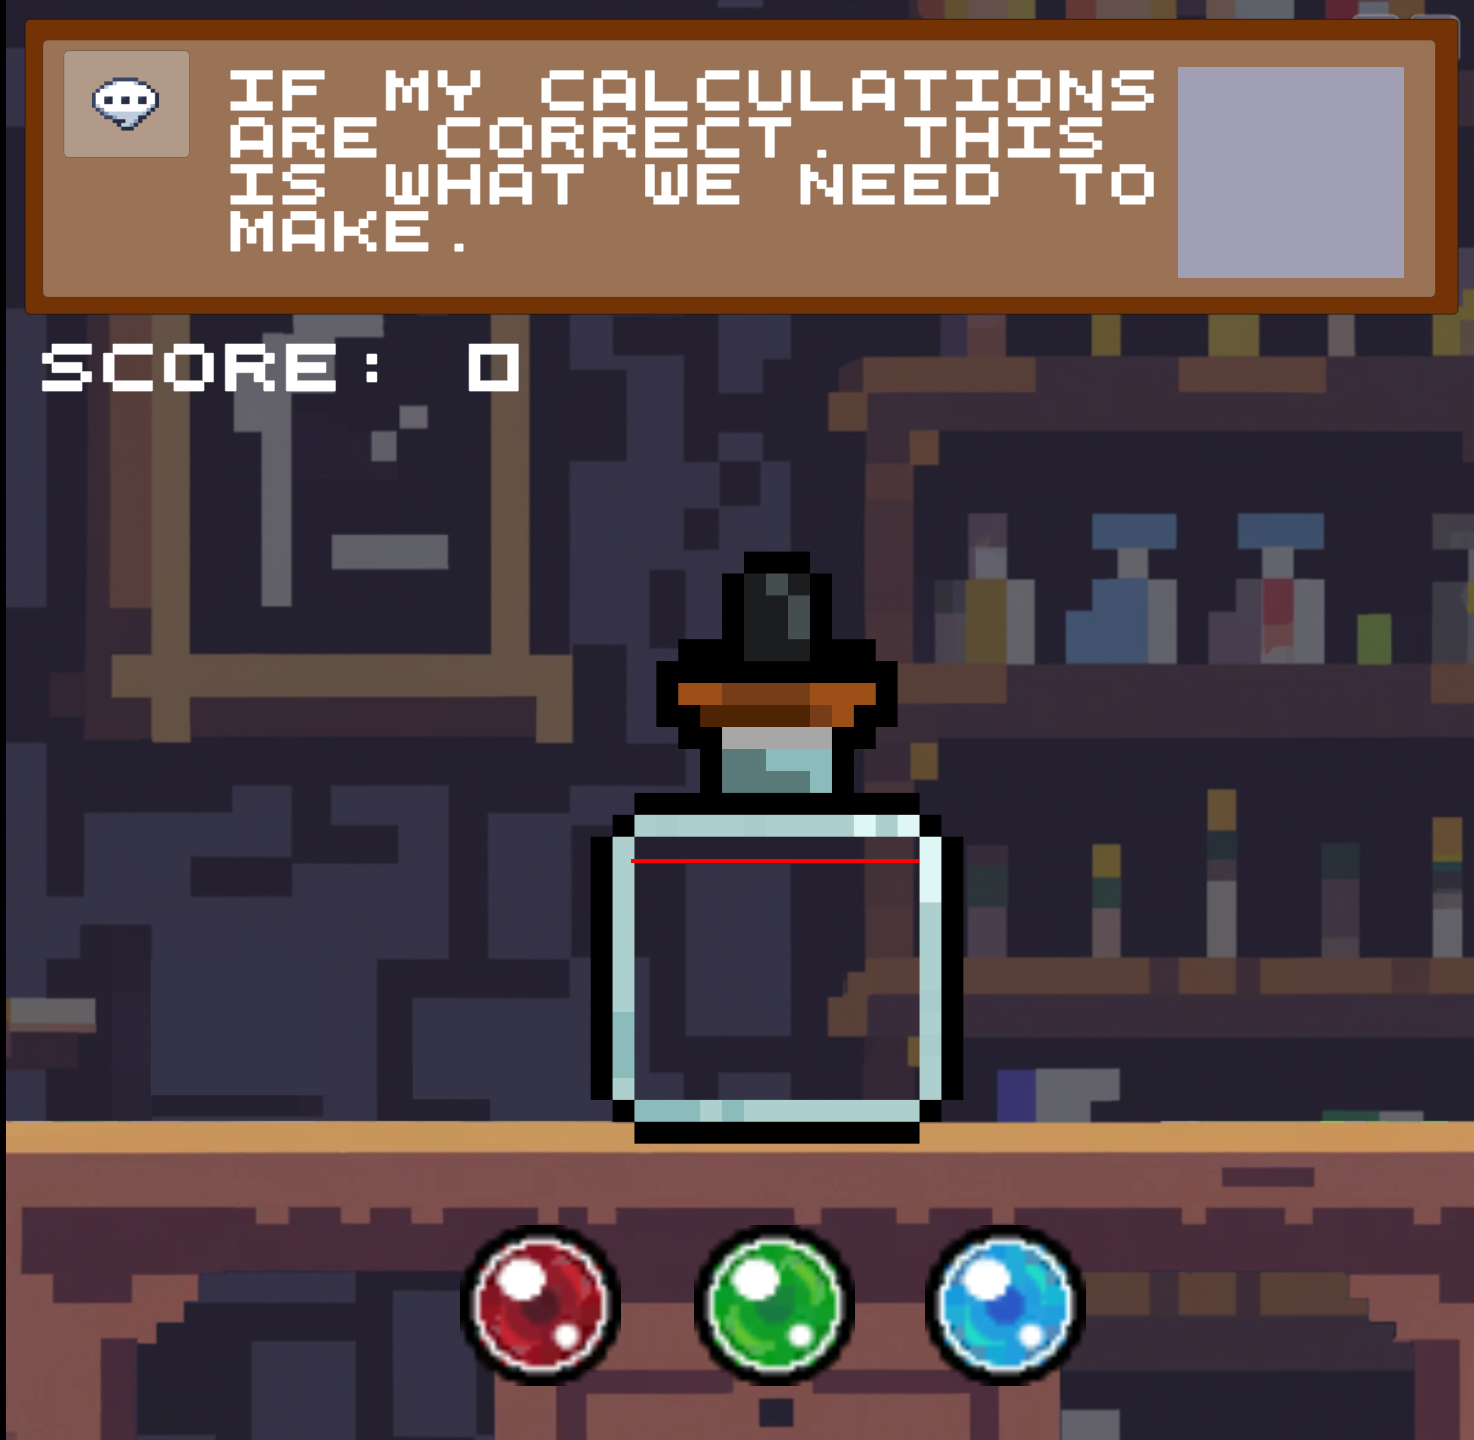 IF MY CALCULATIONS
ARE CORRECT. THIS
IS WHAT WE NEED TO
MAKE.
SCORE: 0